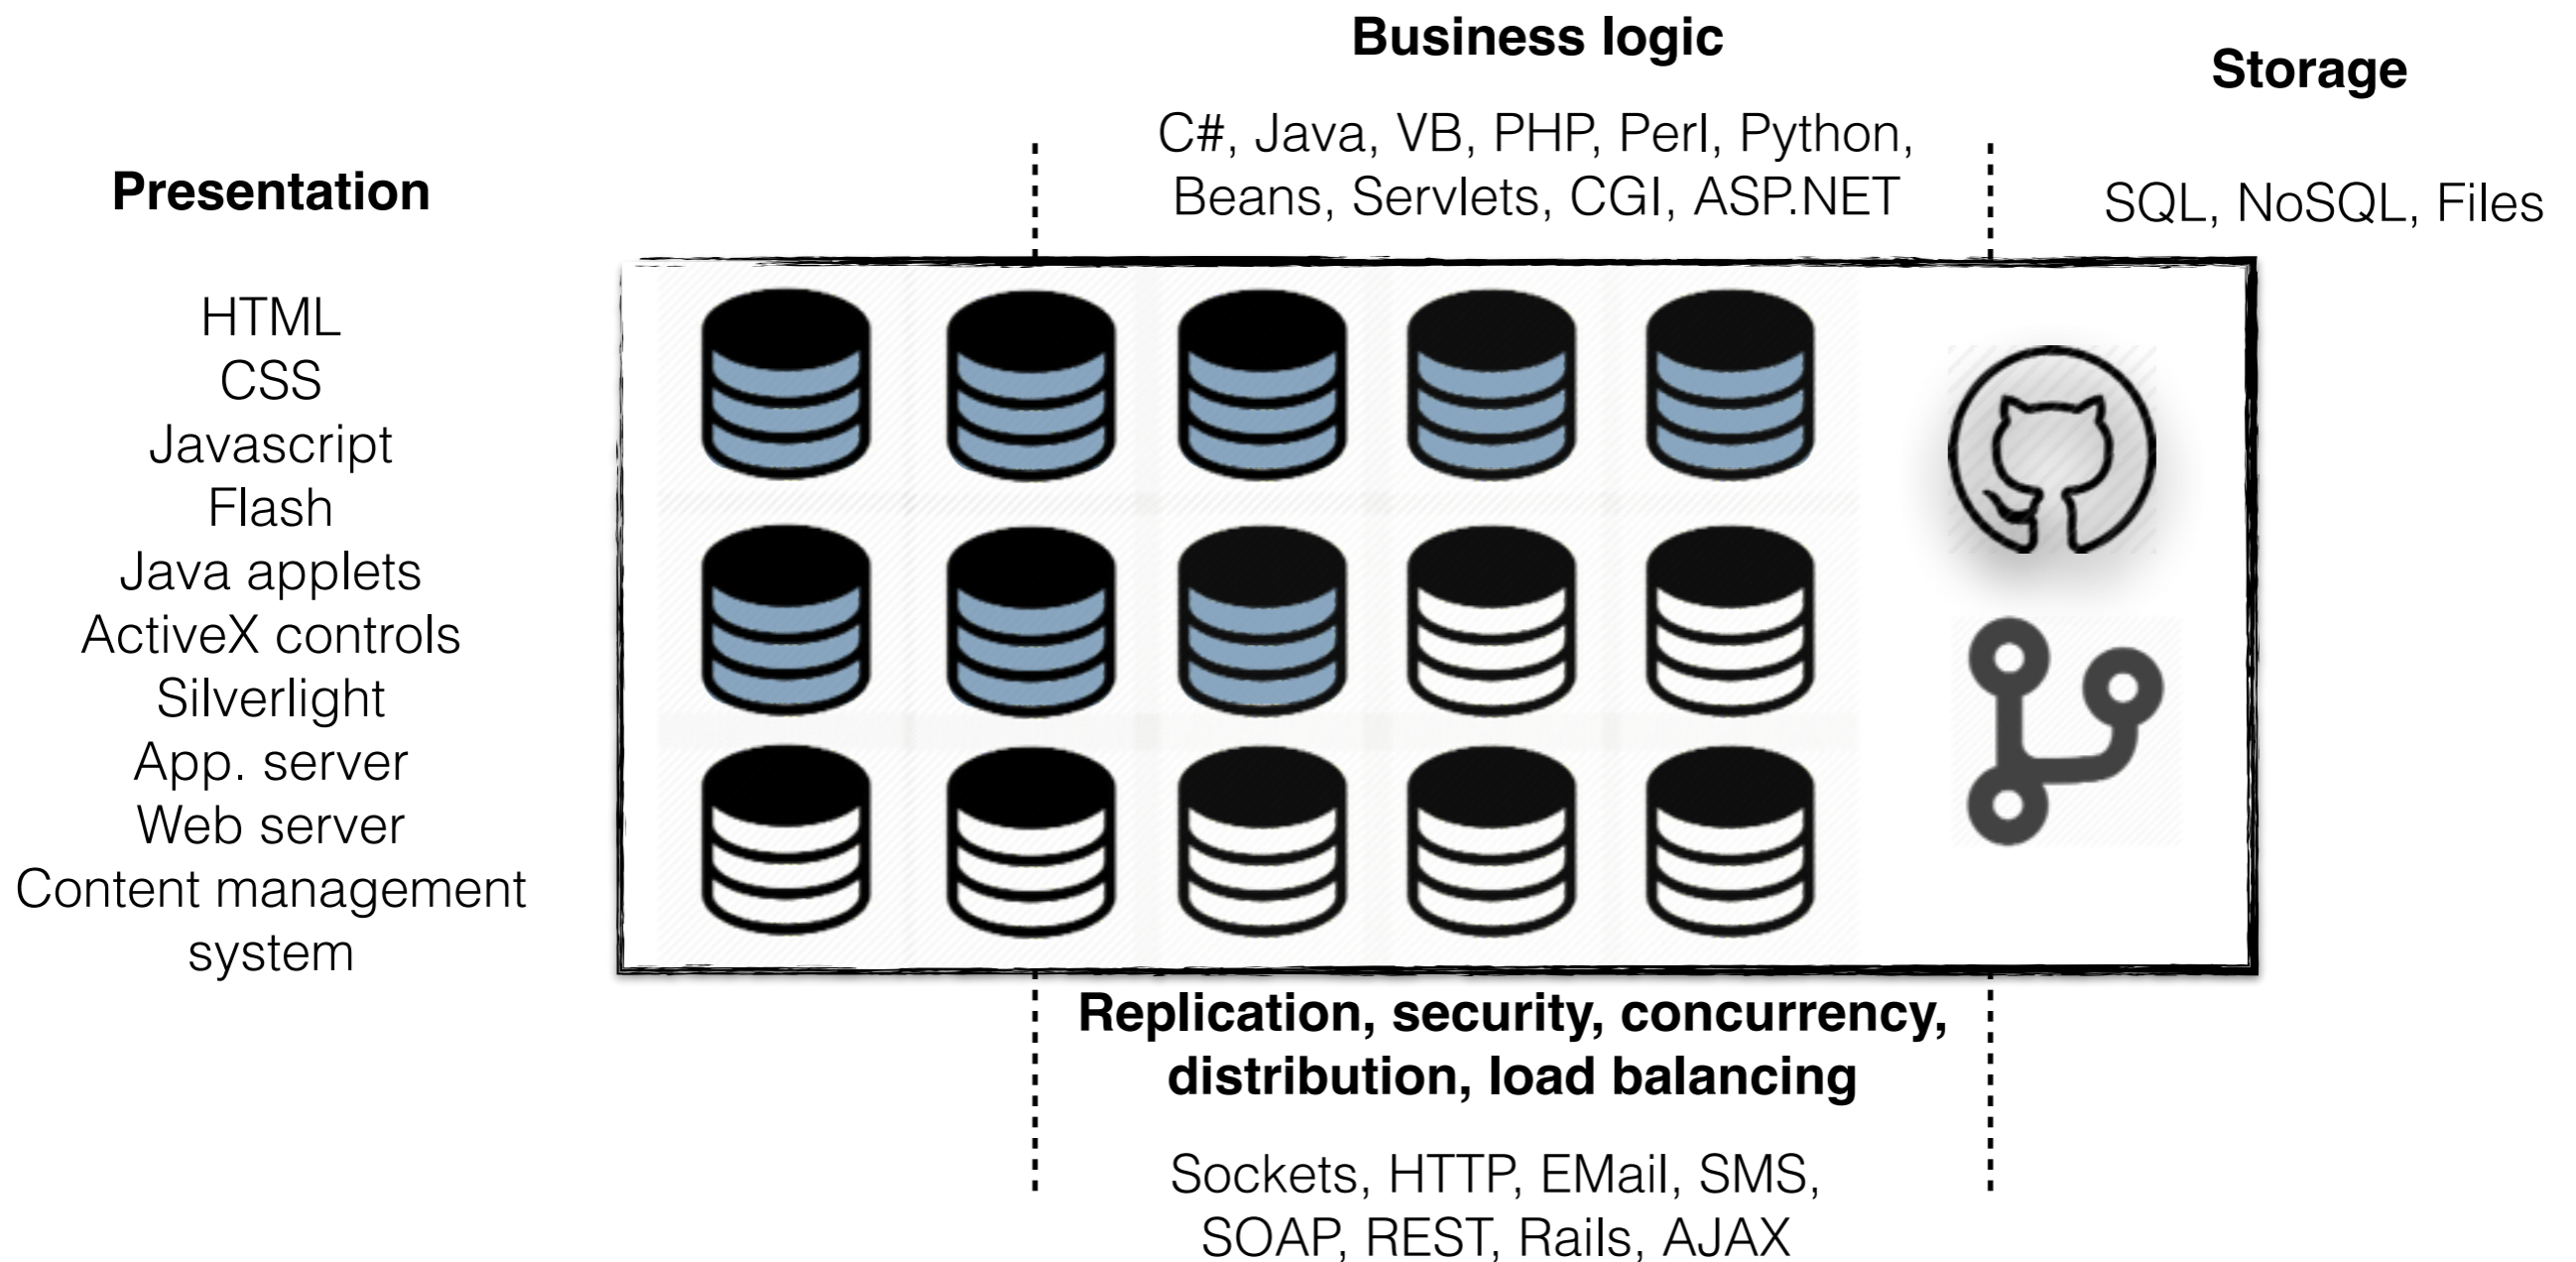 Business logic
C#, Java, VB, PHP, Perl, Python,
Beans, Servlets, CGI, ASP.NET
Storage
SQL, NoSQL, Files
Presentation
HTML
CSS
Javascript
Flash
Java applets
ActiveX controls
Silverlight
App. server
Web server
Content management
system
Replication, security, concurrency,
distribution, load balancing
Sockets, HTTP, EMail, SMS,
SOAP, REST, Rails, AJAX